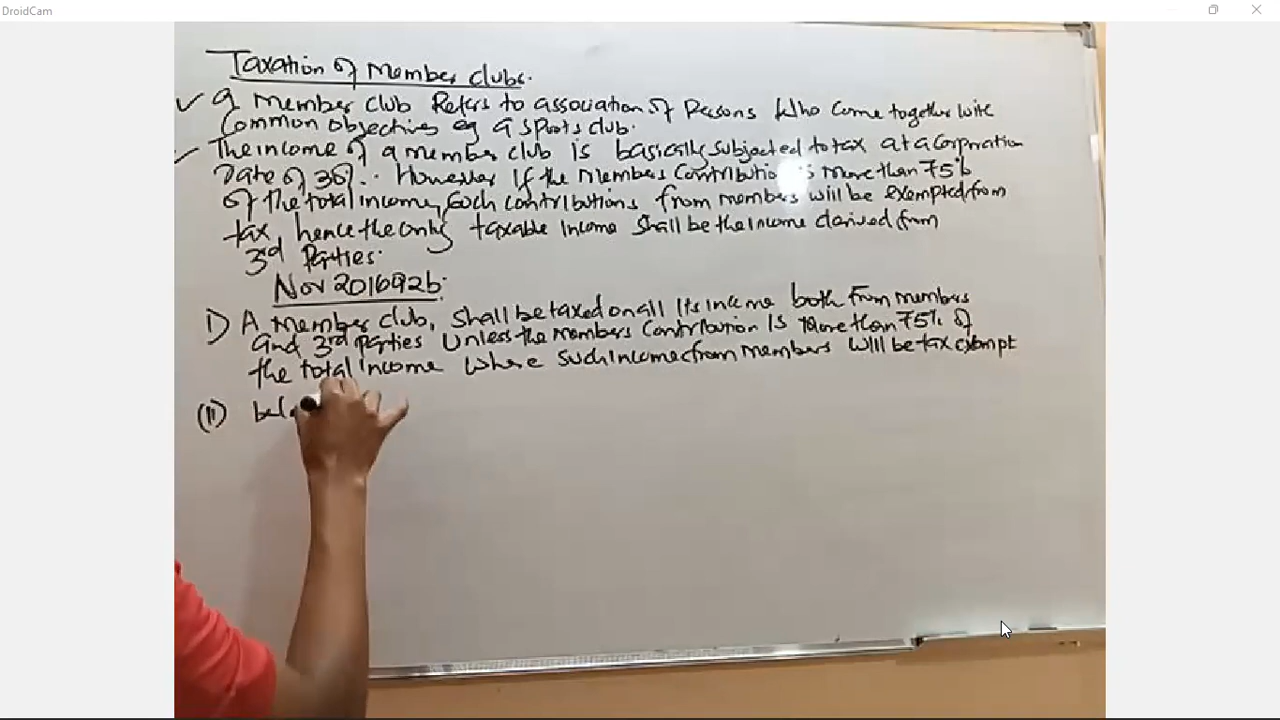 DroidCam
Taxation of Member clubs.
a member club Refers to association of Persons who come together with
Common objectives eg a sports club.
The income of a member club is basically subjected to tax at a corporation
rate of 30%. However if the members Contribution is more than 75%
of the total income, such contributions from members will be exempted from
tax, hence the only taxable income shall be the income derived from
3rd Parties.
Nov 2016 Q2b.
I) A member club, shall be taxed on all its income both from members
and 3rd parties unless the members contribution is more than 75% of
the total income where such income from members will be tax exempt
(II)